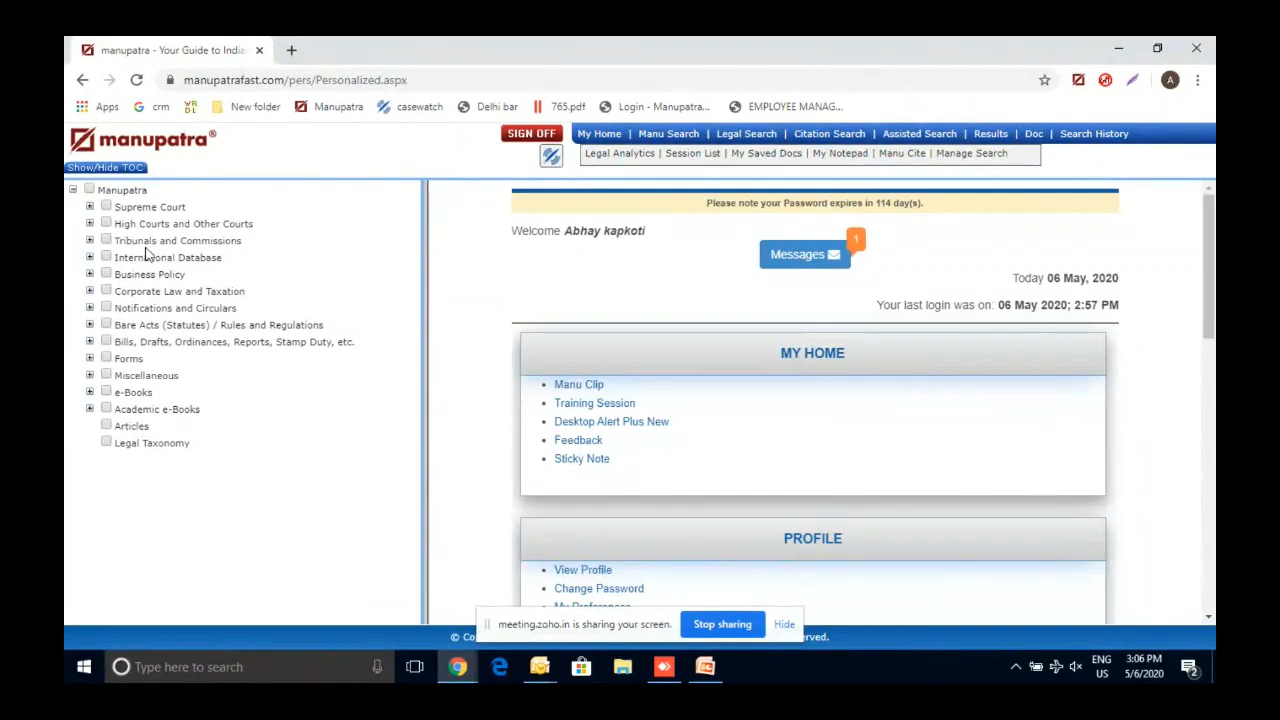 manupatra - Your Guide to India
manupatrafast.com/pers/Personalized.aspx
Apps crm New folder Manupatra casewatch Delhi bar 765.pdf Login - Manupatra... EMPLOYEE MANAG...
manupatra®
SIGN OFF
My Home | Manu Search | Legal Search | Citation Search | Assisted Search | Results | Doc | Search History
Legal Analytics | Session List | My Saved Docs | My Notepad | Manu Cite | Manage Search
Show/Hide TOC
Manupatra
Supreme Court
High Courts and Other Courts
Tribunals and Commissions
International Database
Business Policy
Corporate Law and Taxation
Notifications and Circulars
Bare Acts (Statutes) / Rules and Regulations
Bills, Drafts, Ordinances, Reports, Stamp Duty, etc.
Forms
Miscellaneous
e-Books
Academic e-Books
Articles
Legal Taxonomy
Please note your Password expires in 114 day(s).
Welcome Abhay kapkoti
Messages 1
Today 06 May, 2020
Your last login was on: 06 May 2020; 2:57 PM
MY HOME
Manu Clip
Training Session
Desktop Alert Plus New
Feedback
Sticky Note
PROFILE
View Profile
Change Password
My Preferences
meeting.zoho.in is sharing your screen. Stop sharing Hide
© Co erved.
Type here to search
ENG
US
3:06 PM
5/6/2020
2